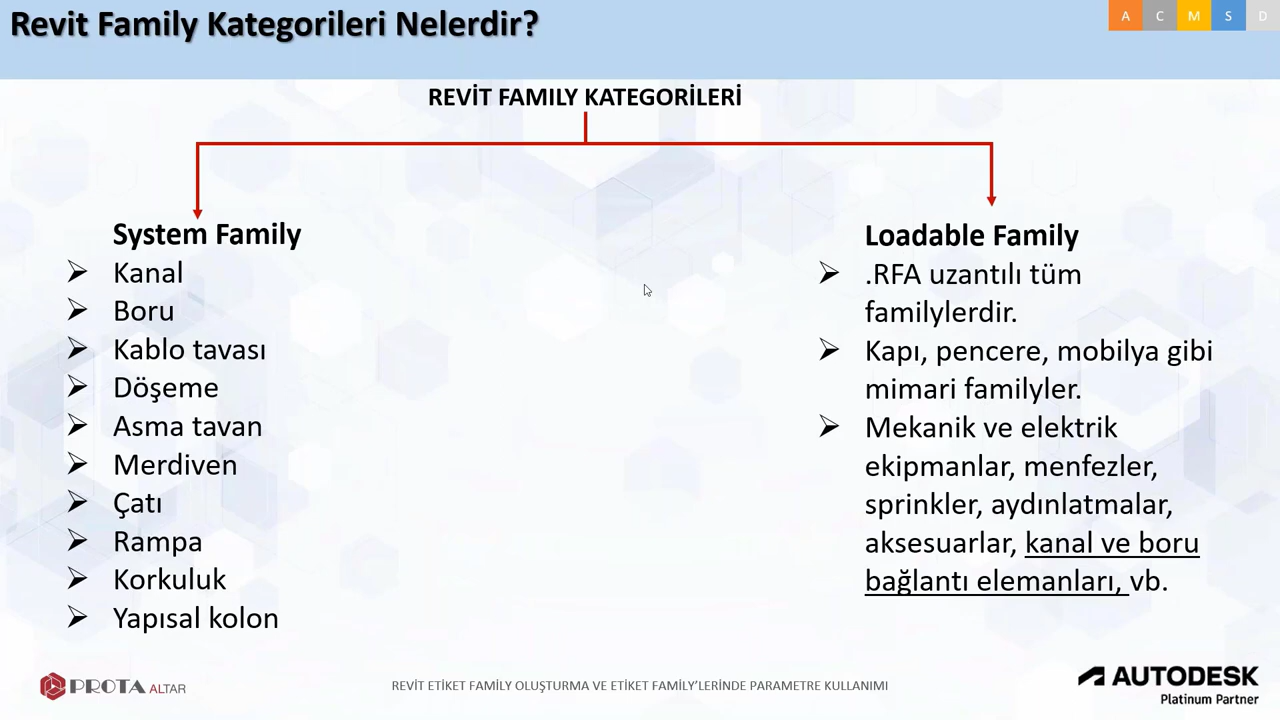 Revit Family Kategorileri Nelerdir?
A C M S D
REVİT FAMILY KATEGORİLERİ
System Family
Kanal
Boru
Kablo tavası
Döşeme
Asma tavan
Merdiven
Çatı
Rampa
Korkuluk
Yapısal kolon
Loadable Family
.RFA uzantılı tüm
familylerdir.
Kapı, pencere, mobilya gibi
mimari familyler.
Mekanik ve elektrik
ekipmanlar, menfezler,
sprinkler, aydınlatmalar,
aksesuarlar, kanal ve boru
bağlantı elemanları, vb.
PROTA ALTAR
REVİT ETİKET FAMILY OLUŞTURMA VE ETİKET FAMILY'LERİNDE PARAMETRE KULLANIMI
AUTODESK
Platinum Partner